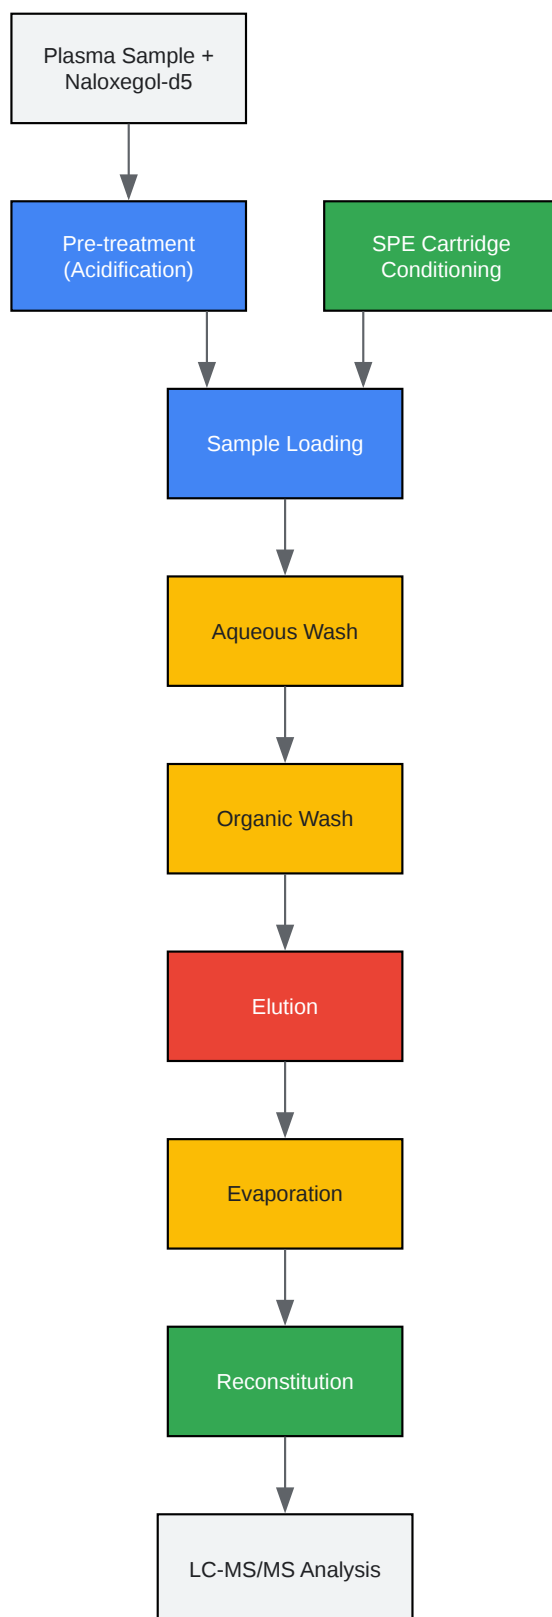 Plasma Sample +
Naloxegol-d5
Pre-treatment
(Acidification)
SPE Cartridge
Conditioning
Sample Loading
Aqueous Wash
Organic Wash
Elution
Evaporation
Reconstitution
LC-MS/MS Analysis